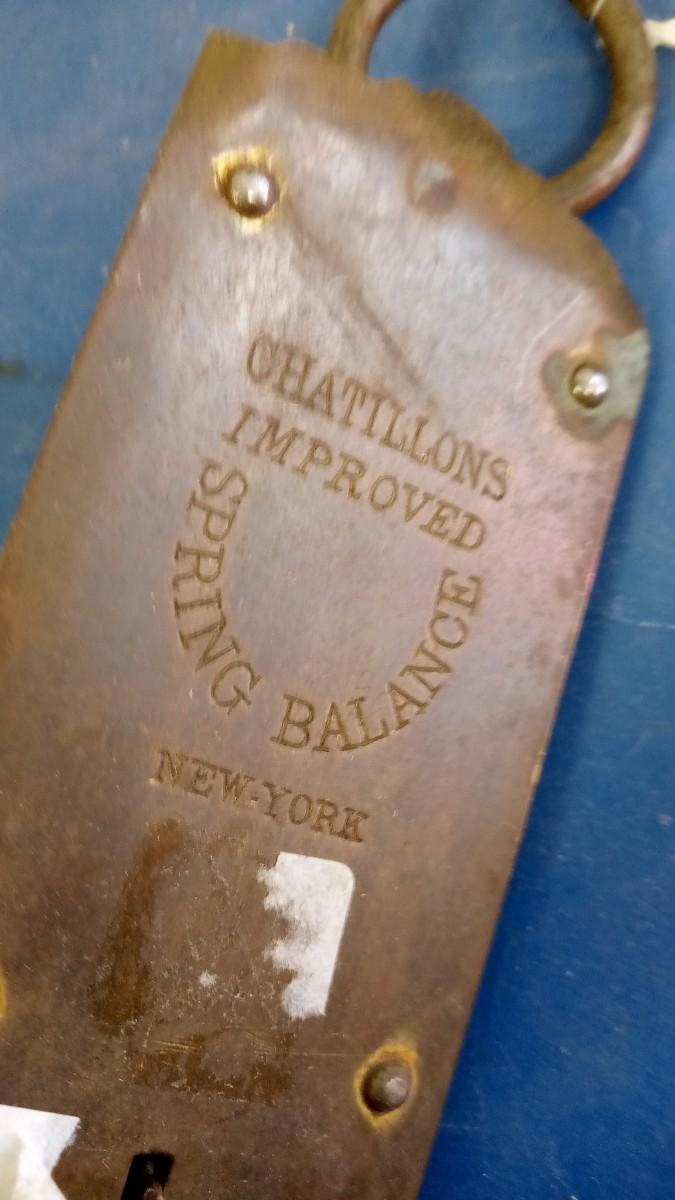 CHATILLONS
IMPROVED
SPRING BALANCE
NEW-YORK